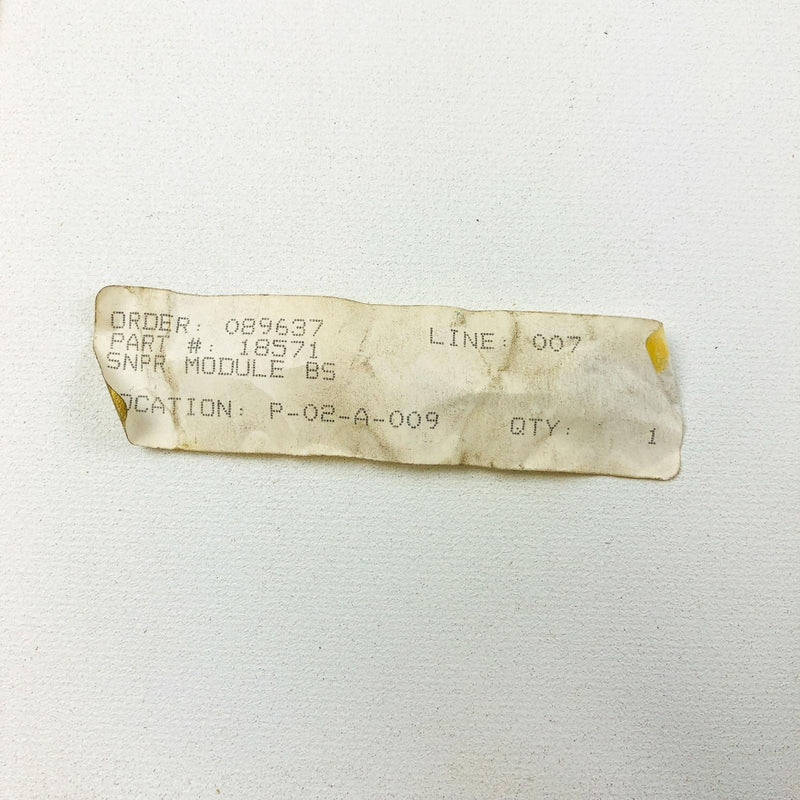 ORDER: 089637 LINE: 007
PART #: 18571
SNPR MODULE BS
OCATION: P-02-A-009 QTY: 1